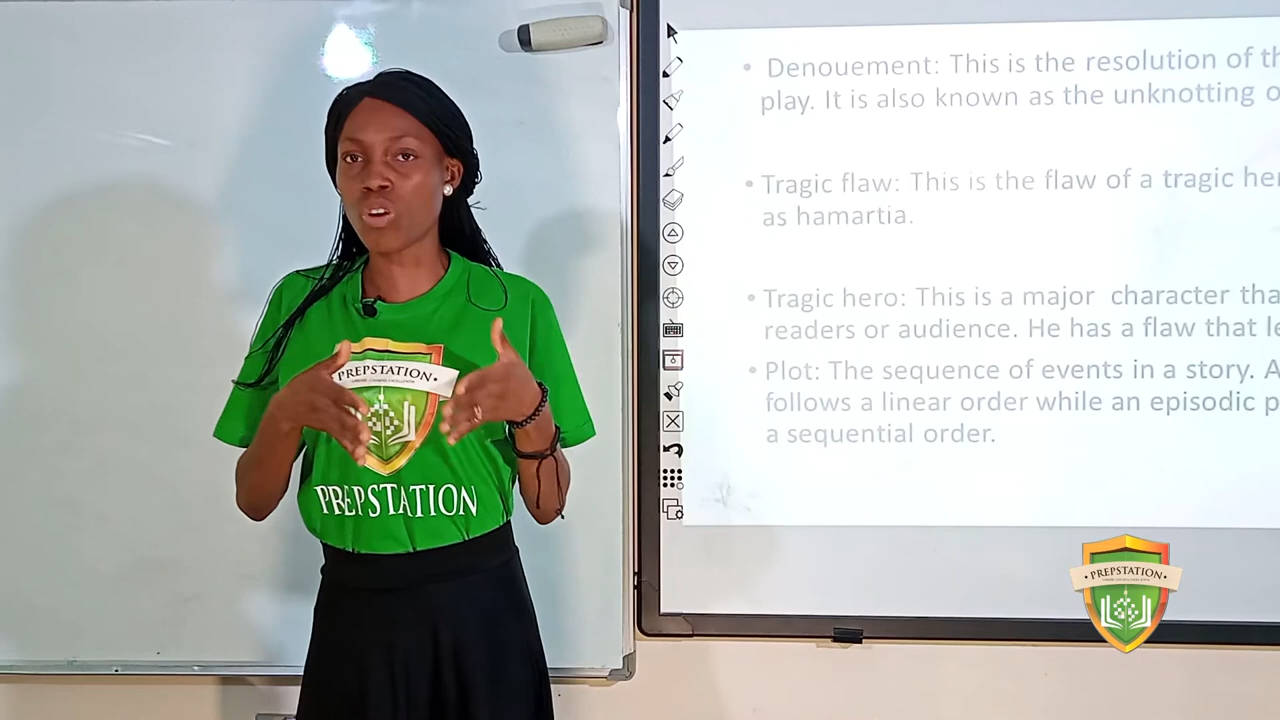 • Denouement: This is the resolution of th
play. It is also known as the unknotting o
• Tragic flaw: This is the flaw of a tragic her
as hamartia.
• Tragic hero: This is a major character tha
readers or audience. He has a flaw that le
• Plot: The sequence of events in a story. A
follows a linear order while an episodic p
a sequential order.
•PREPSTATION•
PREPSTATION
•PREPSTATION•